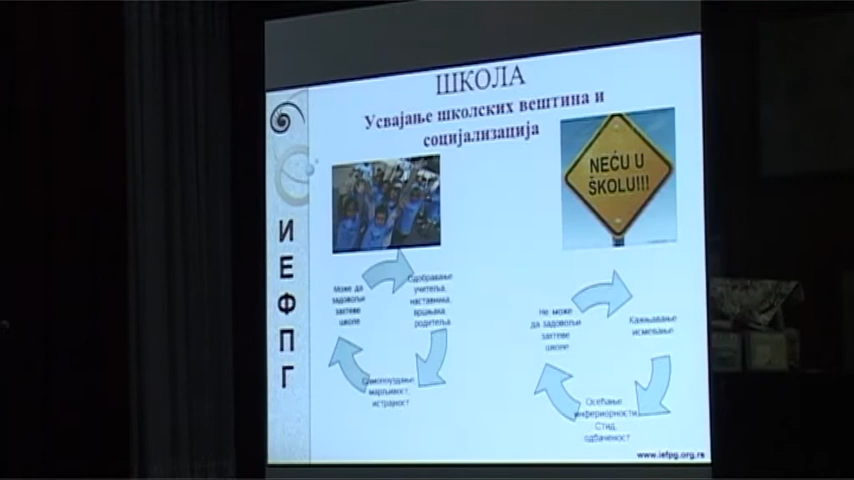 ШКОЛА
Усвајање школских вештина и
социјализација
NEĆU U
ŠKOLU!!!
И
Е
Ф
П
Г
Може да
задовољи
захтеве
школе
Одобравање
учитеља,
наставника,
вршњака,
родитеља
Самопоуздање
марљивост,
истрајност
Не може
да задовољи
захтеве
школе
Кажњавање
исмевање
Осећање
инфериорности,
Стид,
одбаченост
www.iefpg.org.rs